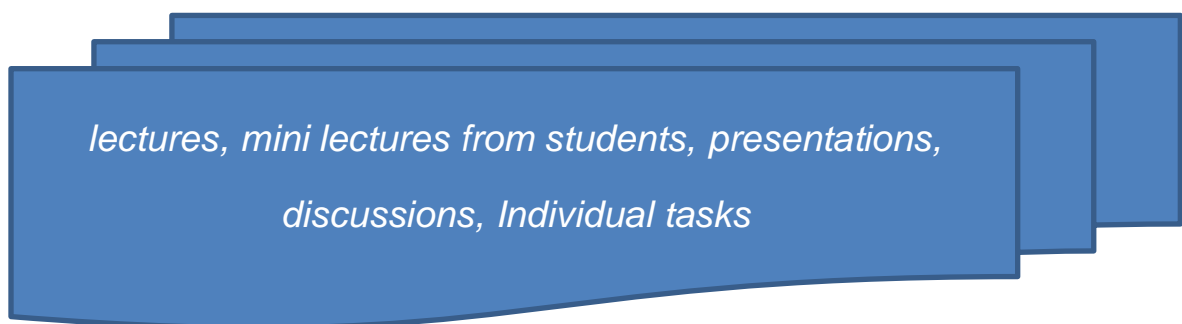 lectures, mini lectures from students, presentations,
discussions, Individual tasks